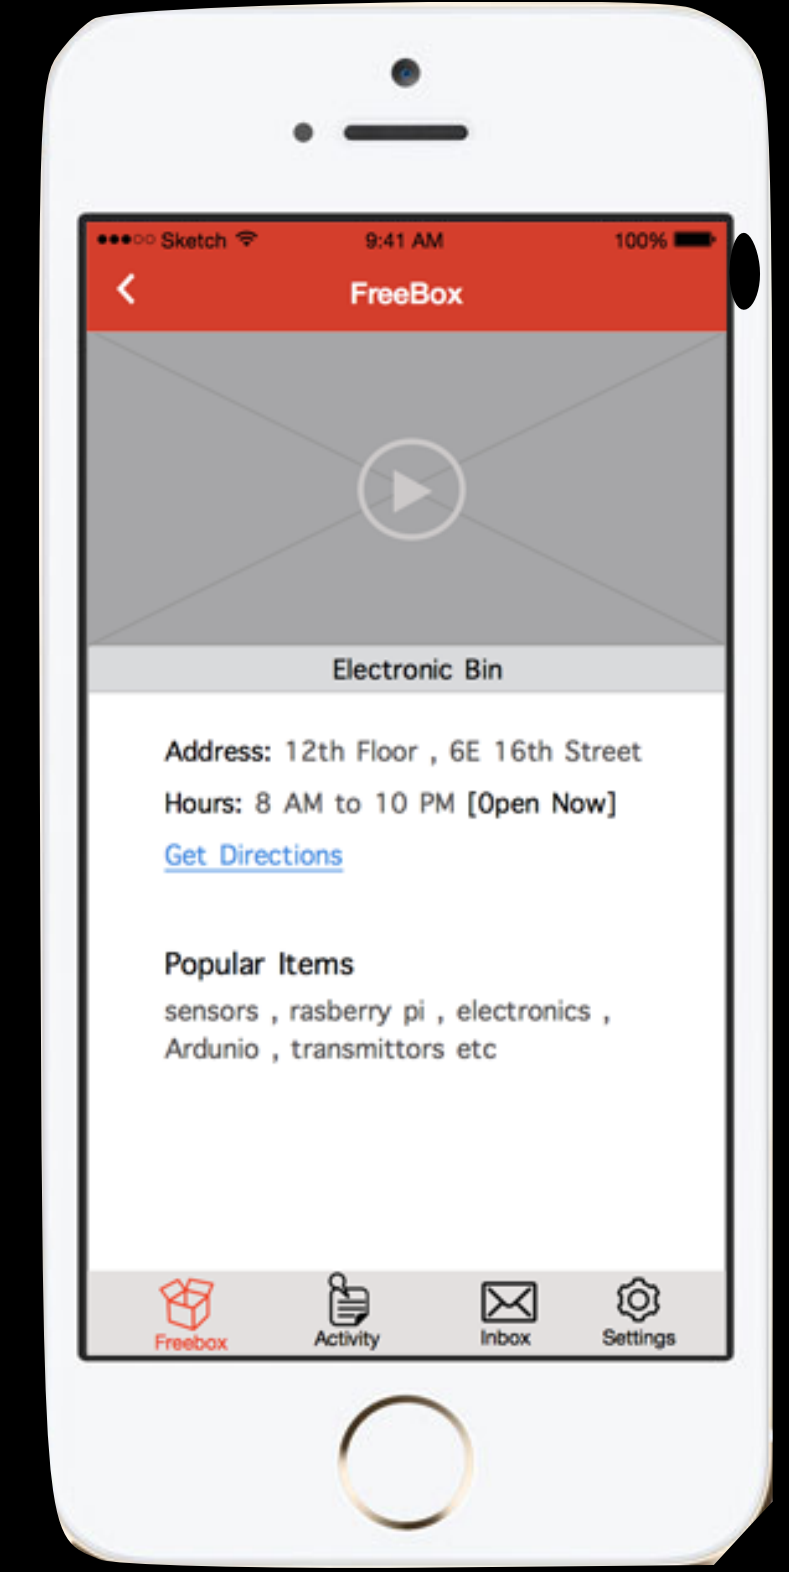 Sketch 9:41 AM 100%
FreeBox
Electronic Bin
Address: 12th Floor , 6E 16th Street
Hours: 8 AM to 10 PM [Open Now]
Get Directions
Popular Items
sensors , rasberry pi , electronics ,
Ardunio , transmittors etc
Freebox Activity Inbox Settings